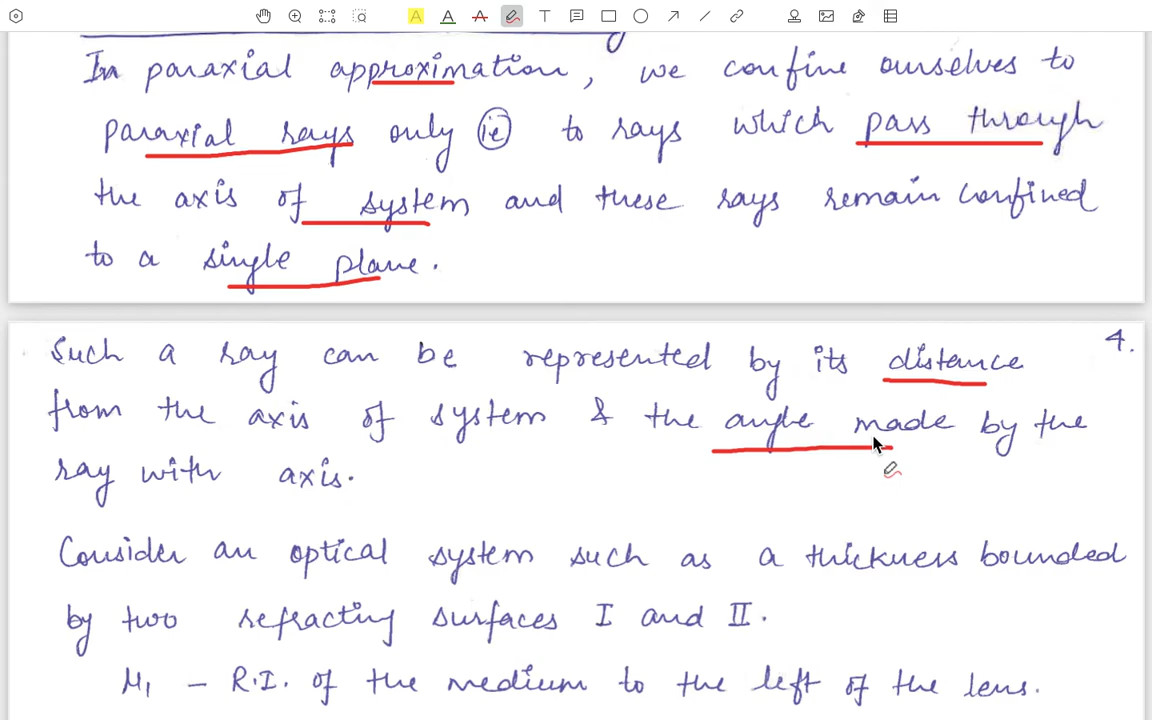 In paraxial approximation, we confine ourselves to
paraxial rays only (ie) to rays which pass through
the axis of system and these rays remain confined
to a single plane.
4.
Such a ray can be represented by its distance
from the axis of system & the angle made by the
ray with axis.
Consider an optical system such as a thickness bounded
by two refracting surfaces I and II.
μ₁ – R.I. of the medium to the left of the lens.